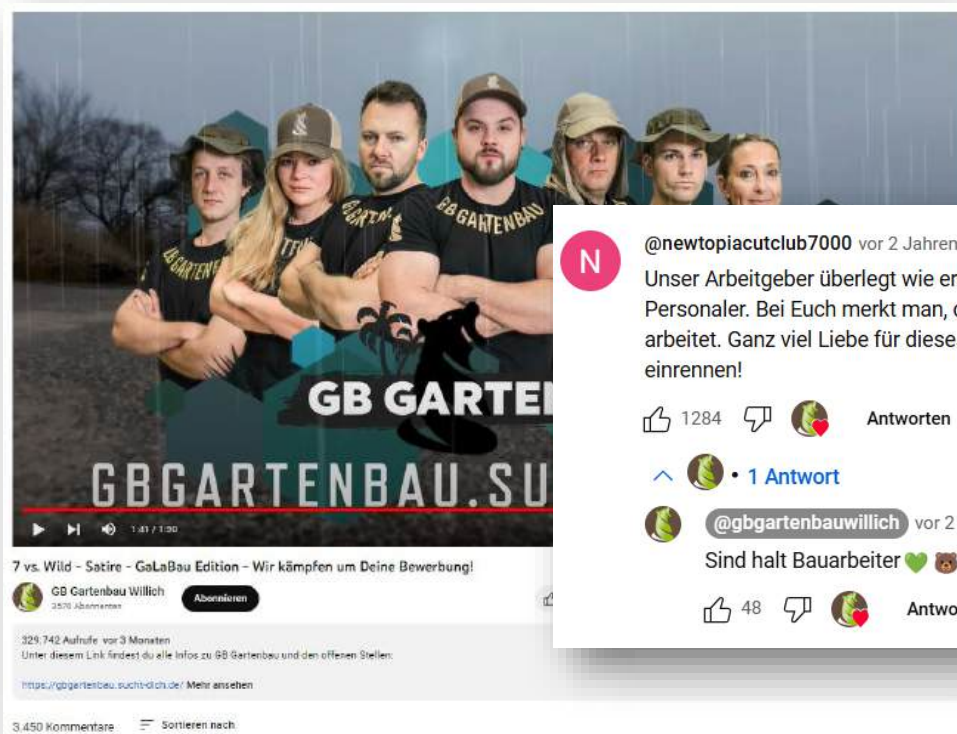 GB GARTENBAU
GB GARTE
GBGARTENBAU.SU
1:41 / 1:50
7 vs. Wild - Satire - GaLaBau Edition - Wir kämpfen um Deine Bewerbung!
GB Gartenbau Willich
3570 Abonnenten
Abonnieren
329.742 Aufrufe vor 3 Monaten
Unter diesem Link findest du alle Infos zu GB Gartenbau und den offenen Stellen:
https://gbgartenbau.sucht-dich.de/ Mehr ansehen
3.450 Kommentare Sortieren nach
N
@newtopiacutclub7000 vor 2 Jahren
Unser Arbeitgeber überlegt wie er
Personaler. Bei Euch merkt man,
arbeitet. Ganz viel Liebe für diese
einrennen!
1284 Antworten
• 1 Antwort
@gbgartenbauwillich vor 2
Sind halt Bauarbeiter 💚 🐻
48 Antwo